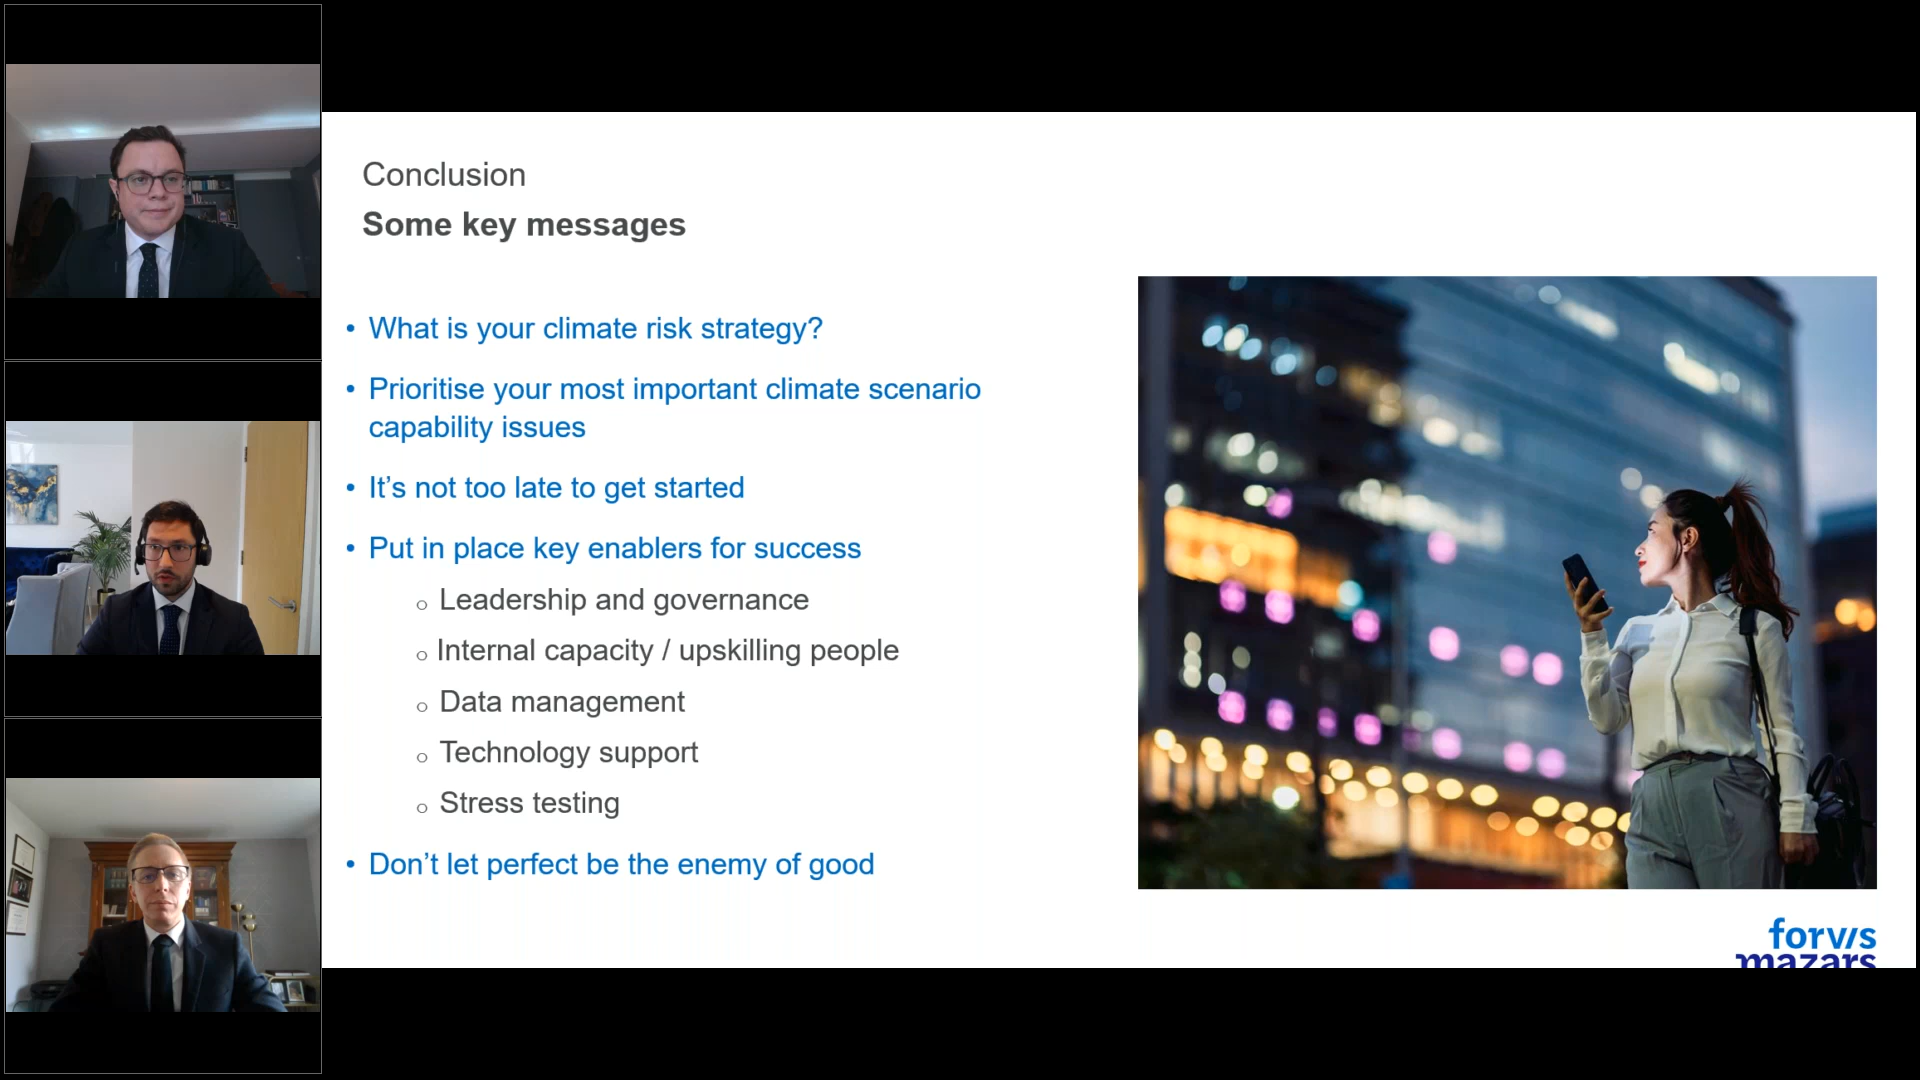 Conclusion
Some key messages
• What is your climate risk strategy?
• Prioritise your most important climate scenario
capability issues
• It’s not too late to get started
• Put in place key enablers for success
o Leadership and governance
o Internal capacity / upskilling people
o Data management
o Technology support
o Stress testing
• Don’t let perfect be the enemy of good
forvis
mazars